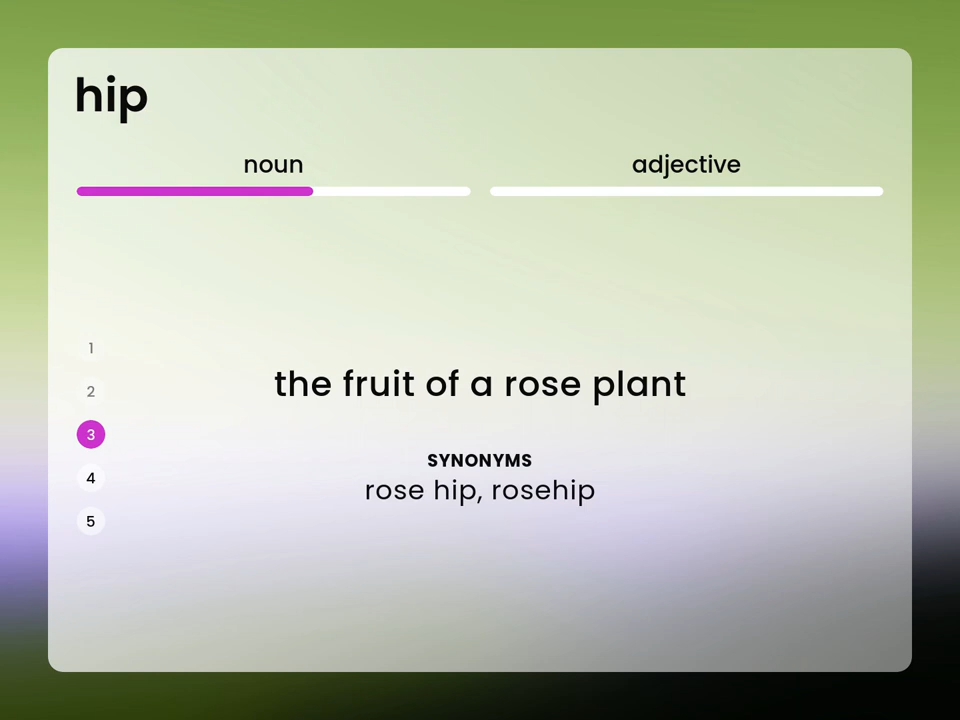 hip
noun
adjective
1
2
3
4
5
the fruit of a rose plant
SYNONYMS
rose hip, rosehip